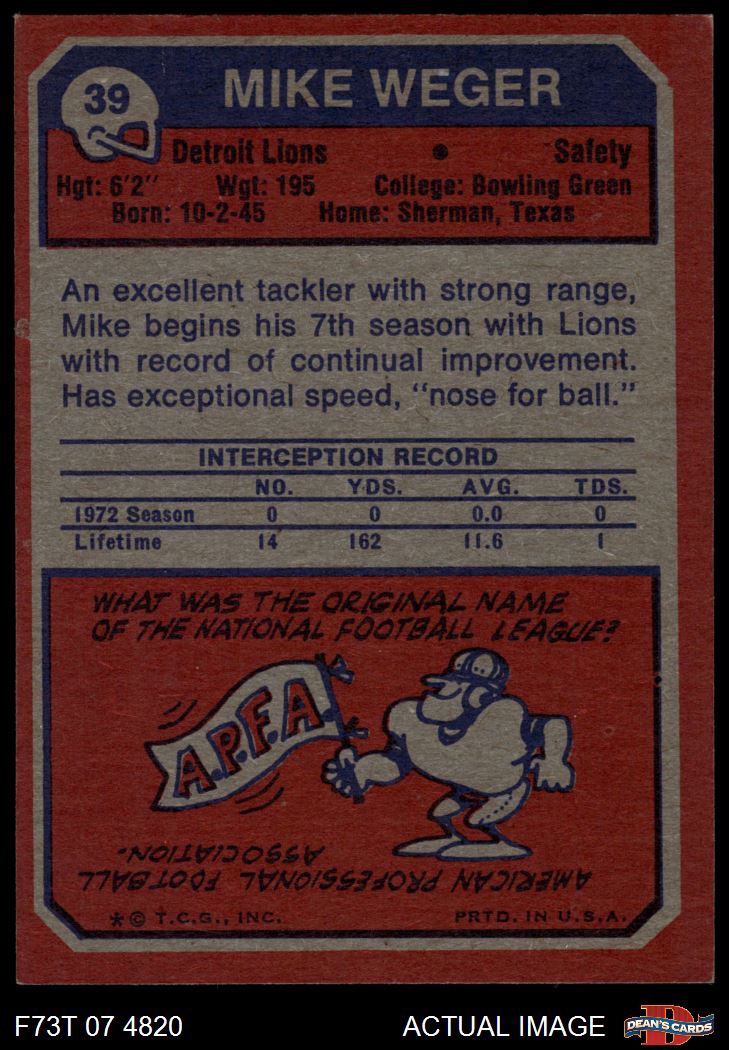 39
MIKE WEGER
Detroit Lions • Safety
Hgt: 6'2" Wgt: 195 College: Bowling Green
Born: 10-2-45 Home: Sherman, Texas
An excellent tackler with strong range,
Mike begins his 7th season with Lions
with record of continual improvement.
Has exceptional speed, "nose for ball."
INTERCEPTION RECORD
NO. YDS. AVG. TDS.
1972 Season 0 0 0.0 0
Lifetime 14 162 11.6 1
WHAT WAS THE ORIGINAL NAME
OF THE NATIONAL FOOTBALL LEAGUE?
A.P.F.A.
AMERICAN PROFESSIONAL FOOTBALL
ASSOCIATION.
*© T.C.G., INC. PRTD. IN U.S.A.
F73T 07 4820 ACTUAL IMAGE
D
DEAN'S CARDS